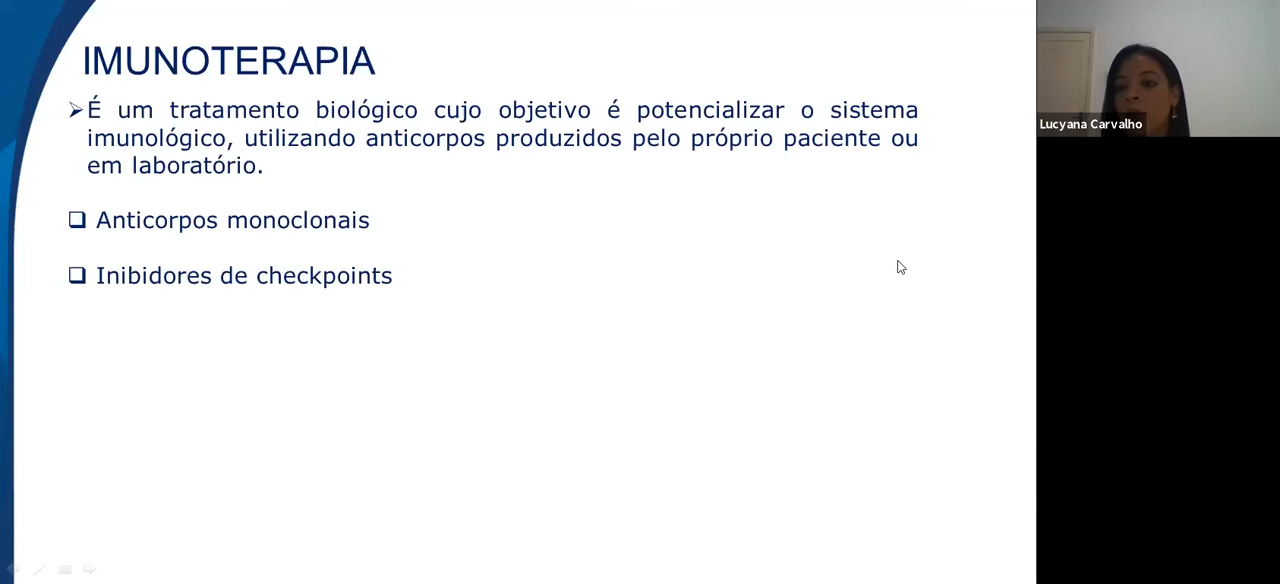 IMUNOTERAPIA
➢É um tratamento biológico cujo objetivo é potencializar o sistema
imunológico, utilizando anticorpos produzidos pelo próprio paciente ou
em laboratório.
❑ Anticorpos monoclonais
❑ Inibidores de checkpoints
Lucyana Carvalho